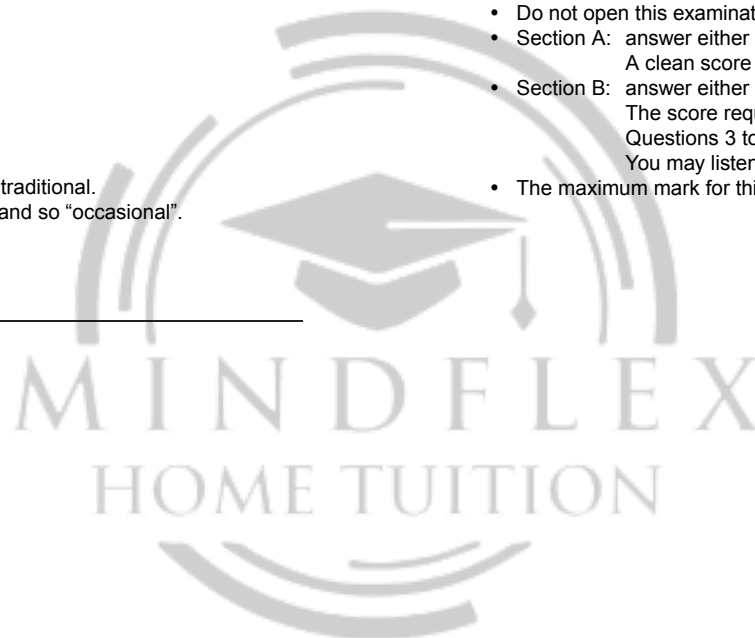 • Do not open this examinat
• Section A: answer either
A clean score
• Section B: answer either
The score requ
Questions 3 to
You may listen
• The maximum mark for thi
traditional.
and so “occasional”.
MINDFLEX
HOME TUITION